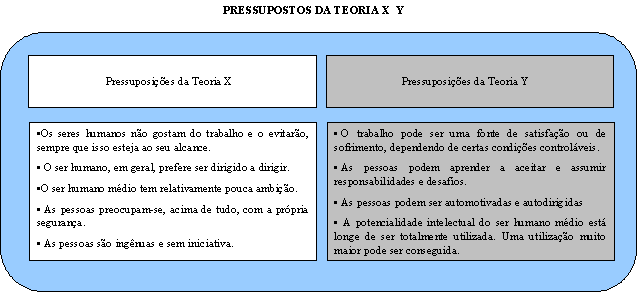 PRESSUPOSTOS DA TEORIA X Y
Pressuposições da Teoria X
Pressuposições da Teoria Y
▪Os seres humanos não gostam do trabalho e o evitarão,
sempre que isso esteja ao seu alcance.
▪ O ser humano, em geral, prefere ser dirigido a dirigir.
▪O ser humano médio tem relativamente pouca ambição.
▪ As pessoas preocupam-se, acima de tudo, com a própria
segurança.
▪ As pessoas são ingênuas e sem iniciativa.
▪ O trabalho pode ser uma fonte de satisfação ou de
sofrimento, dependendo de certas condições controláveis.
▪ As pessoas podem aprender a aceitar e assumir
responsabilidades e desafios.
▪ As pessoas podem ser automotivadas e autodirigidas
▪ A potencialidade intelectual do ser humano médio está
longe de ser totalmente utilizada. Uma utilização muito
maior pode ser conseguida.